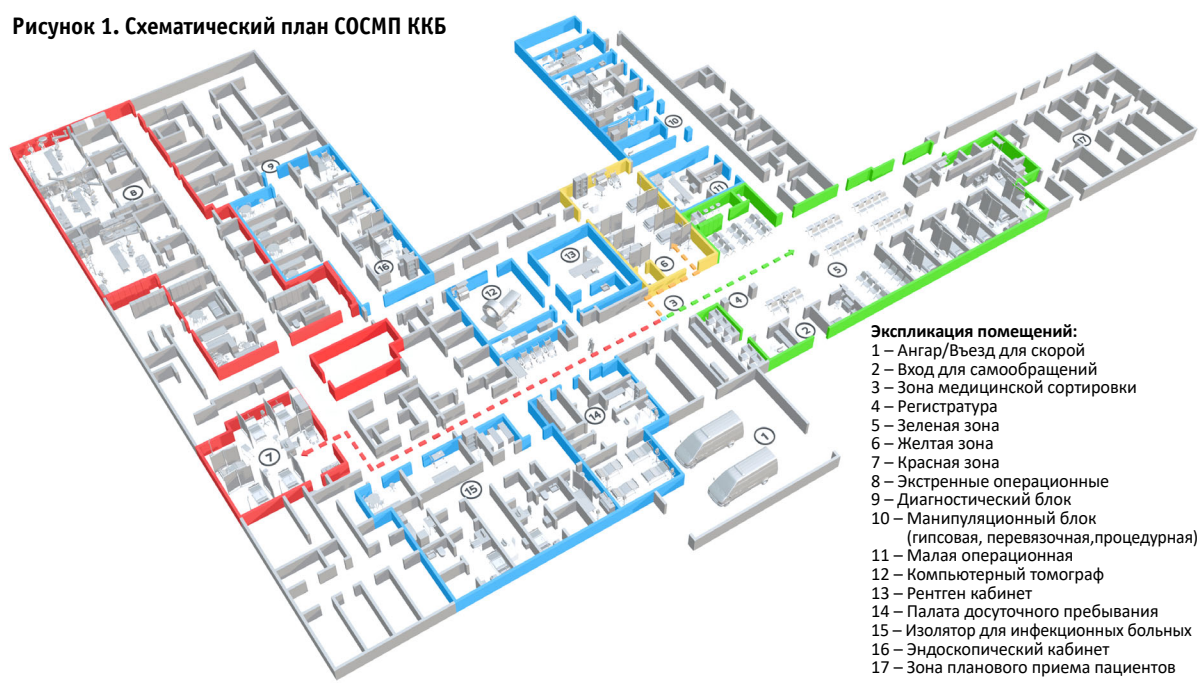 Рисунок 1. Схематический план СОСМП ККБ
10
17
9
8
11
13
16
6
5
12
3
4
2
14
1
7
15
Экспликация помещений:
1 – Ангар/Въезд для скорой
2 – Вход для самообращений
3 – Зона медицинской сортировки
4 – Регистратура
5 – Зеленая зона
6 – Желтая зона
7 – Красная зона
8 – Экстренные операционные
9 – Диагностический блок
10 – Манипуляционный блок
(гипсовая, перевязочная,процедурная)
11 – Малая операционная
12 – Компьютерный томограф
13 – Рентген кабинет
14 – Палата досуточного пребывания
15 – Изолятор для инфекционных больных
16 – Эндоскопический кабинет
17 – Зона планового приема пациентов